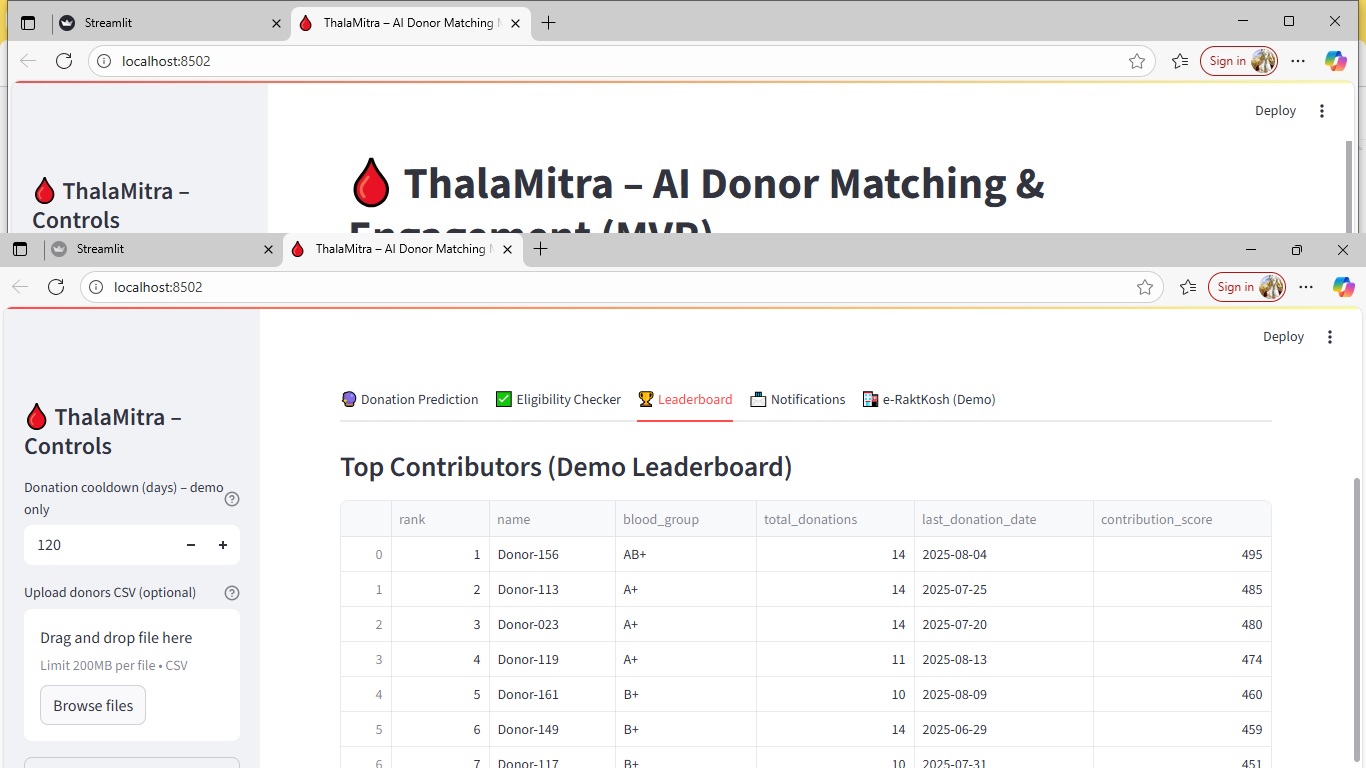 Streamlit
ThalaMitra – AI Donor Matching
localhost:8502
Sign in
Deploy
ThalaMitra –
Controls
ThalaMitra – AI Donor Matching &
Engagement (MVP)
Streamlit
ThalaMitra – AI Donor Matching
localhost:8502
Sign in
Deploy
ThalaMitra –
Controls
Donation cooldown (days) – demo
only
120
Upload donors CSV (optional)
Drag and drop file here
Limit 200MB per file • CSV
Browse files
Donation Prediction Eligibility Checker Leaderboard Notifications e-RaktKosh (Demo)
Top Contributors (Demo Leaderboard)
rank name blood_group total_donations last_donation_date contribution_score
0 1 Donor-156 AB+ 14 2025-08-04 495
1 2 Donor-113 A+ 14 2025-07-25 485
2 3 Donor-023 A+ 14 2025-07-20 480
3 4 Donor-119 A+ 11 2025-08-13 474
4 5 Donor-161 B+ 10 2025-08-09 460
5 6 Donor-149 B+ 14 2025-06-29 459
6 7 Donor-117 B+ 10 2025-07-31 451